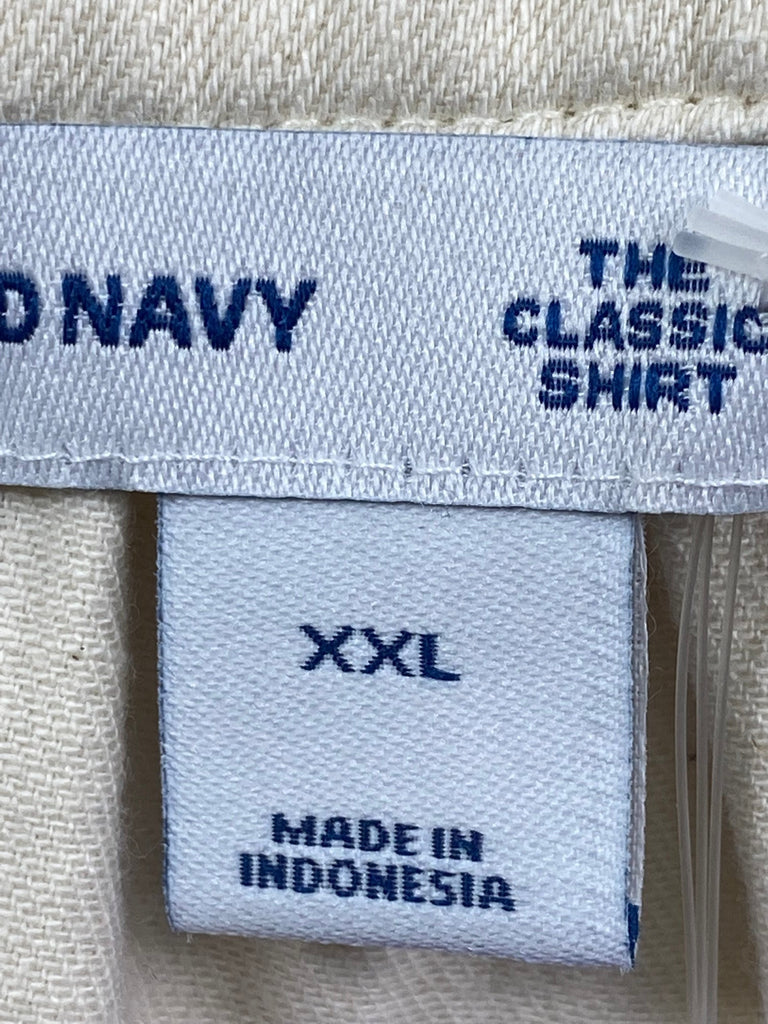 D NAVY
THE
CLASSIC
SHIRT
XXL
MADE IN
INDONESIA